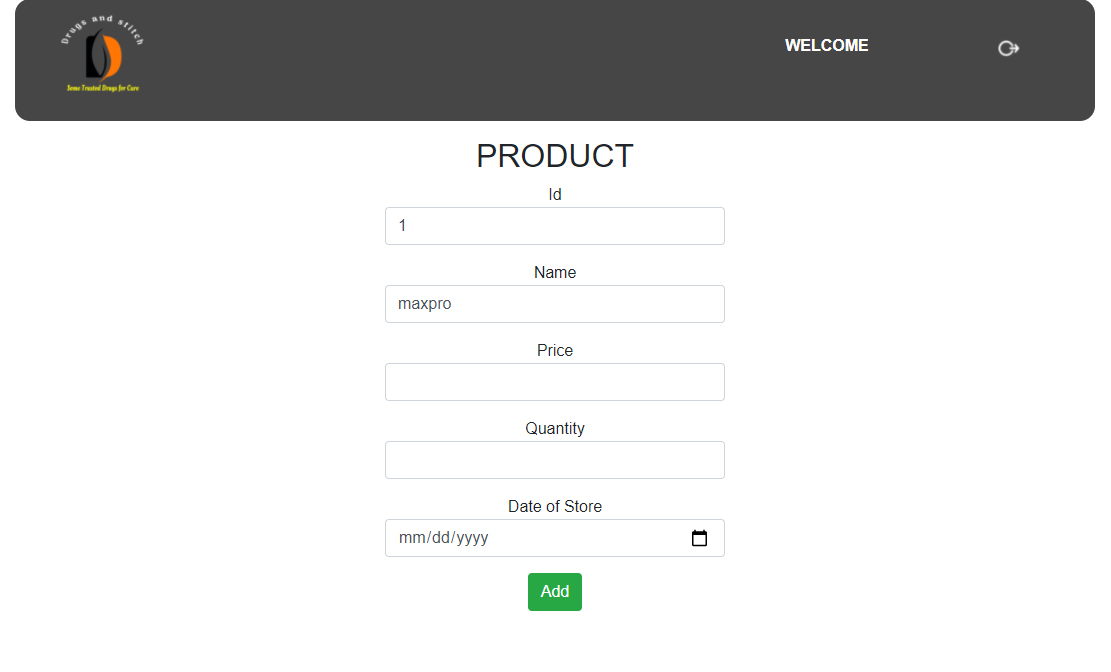 Drugs and stitch
Some Trusted Drugs for Cure
WELCOME
PRODUCT
Id
1
Name
maxpro
Price
Quantity
Date of Store
mm/dd/yyyy
Add